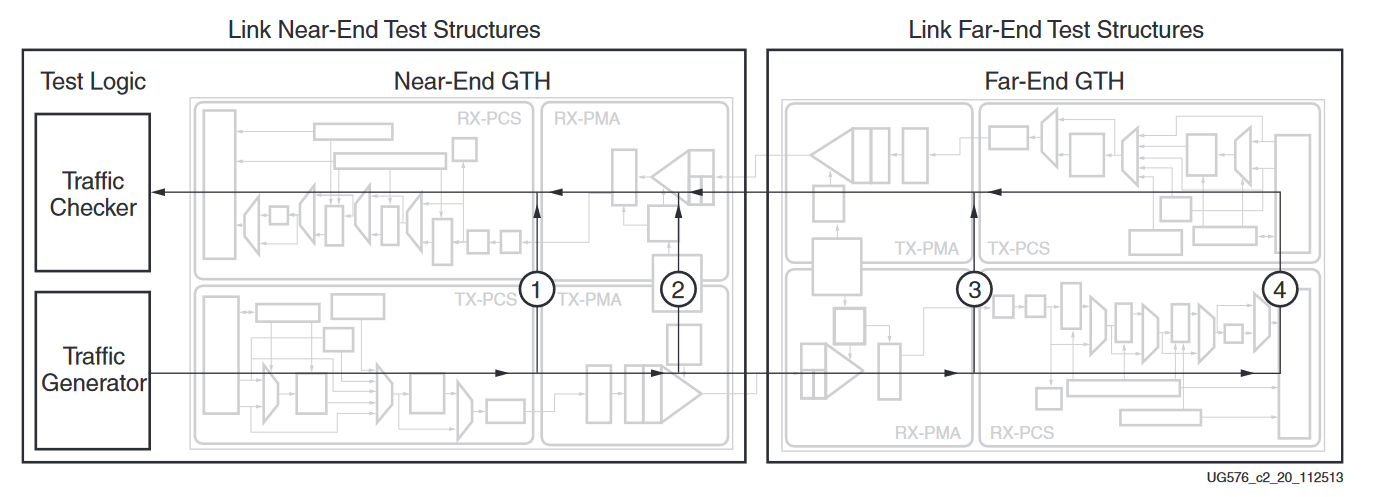 Link Near-End Test Structures
Link Far-End Test Structures
Test Logic
Near-End GTH
Far-End GTH
RX-PCS
RX-PMA
Traffic
Checker
TX-PMA
TX-PCS
1
2
3
4
TX-PCS
TX-PMA
Traffic
Generator
RX-PMA
RX-PCS
UG576_c2_20_112513